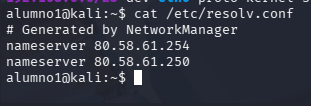 alumno1@kali:~$ cat /etc/resolv.conf
# Generated by NetworkManager
nameserver 80.58.61.254
nameserver 80.58.61.250
alumno1@kali:~$